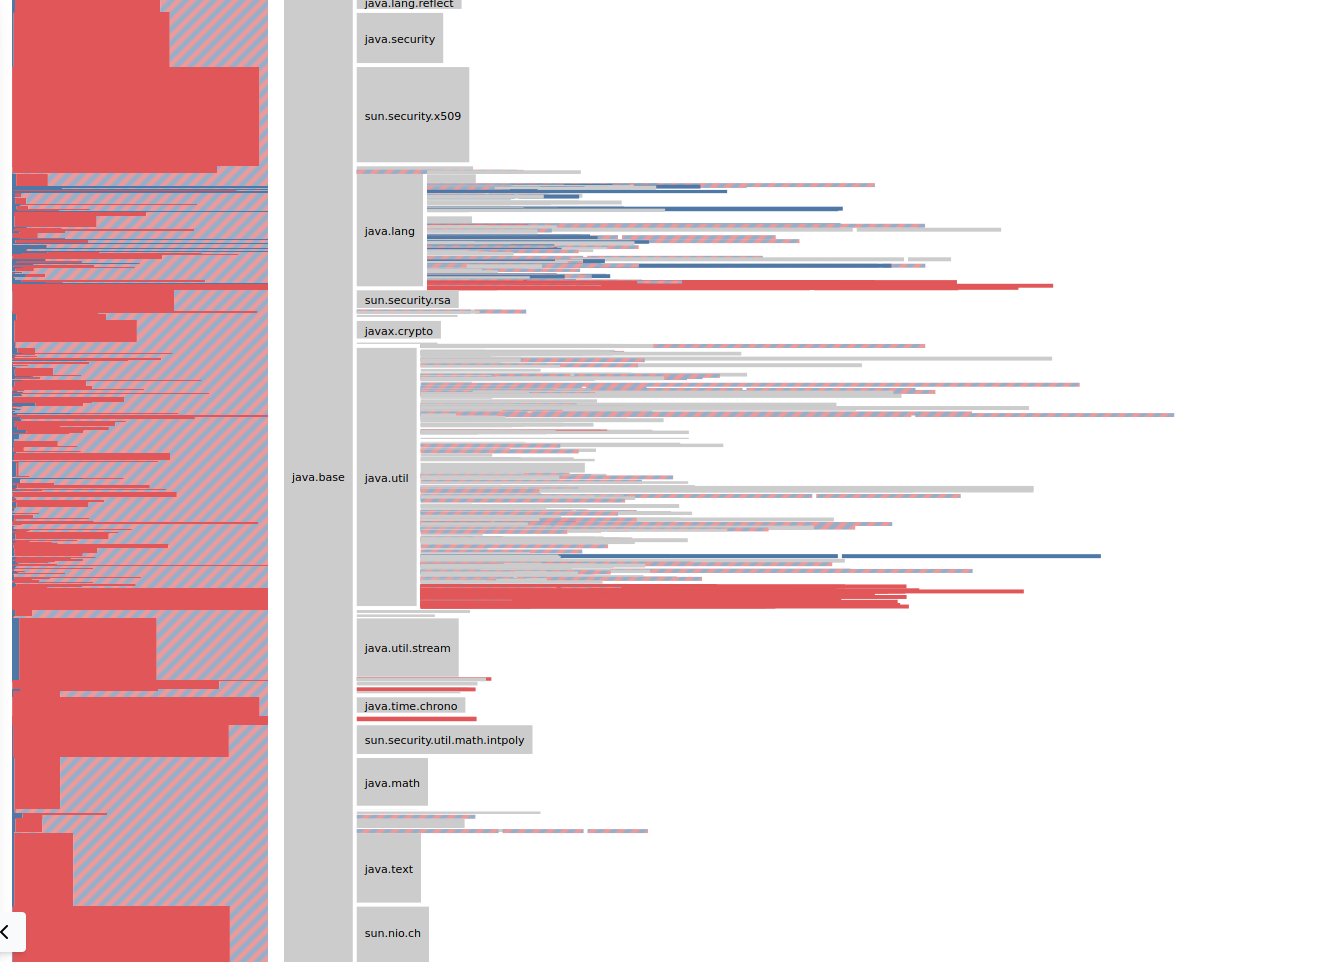 java.lang.reflect
java.security
sun.security.x509
java.lang
sun.security.rsa
javax.crypto
java.base
java.util
java.util.stream
java.time.chrono
sun.security.util.math.intpoly
java.math
java.text
sun.nio.ch